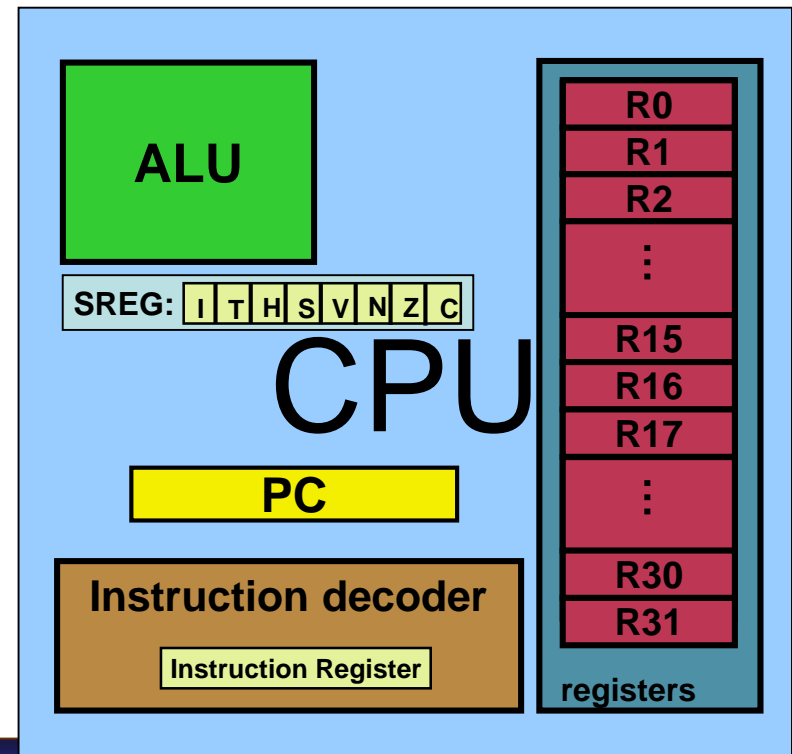 ALU
SREG: I T H S V N Z C
CPU
PC
Instruction decoder
Instruction Register
R0
R1
R2
⋮
R15
R16
R17
⋮
R30
R31
registers